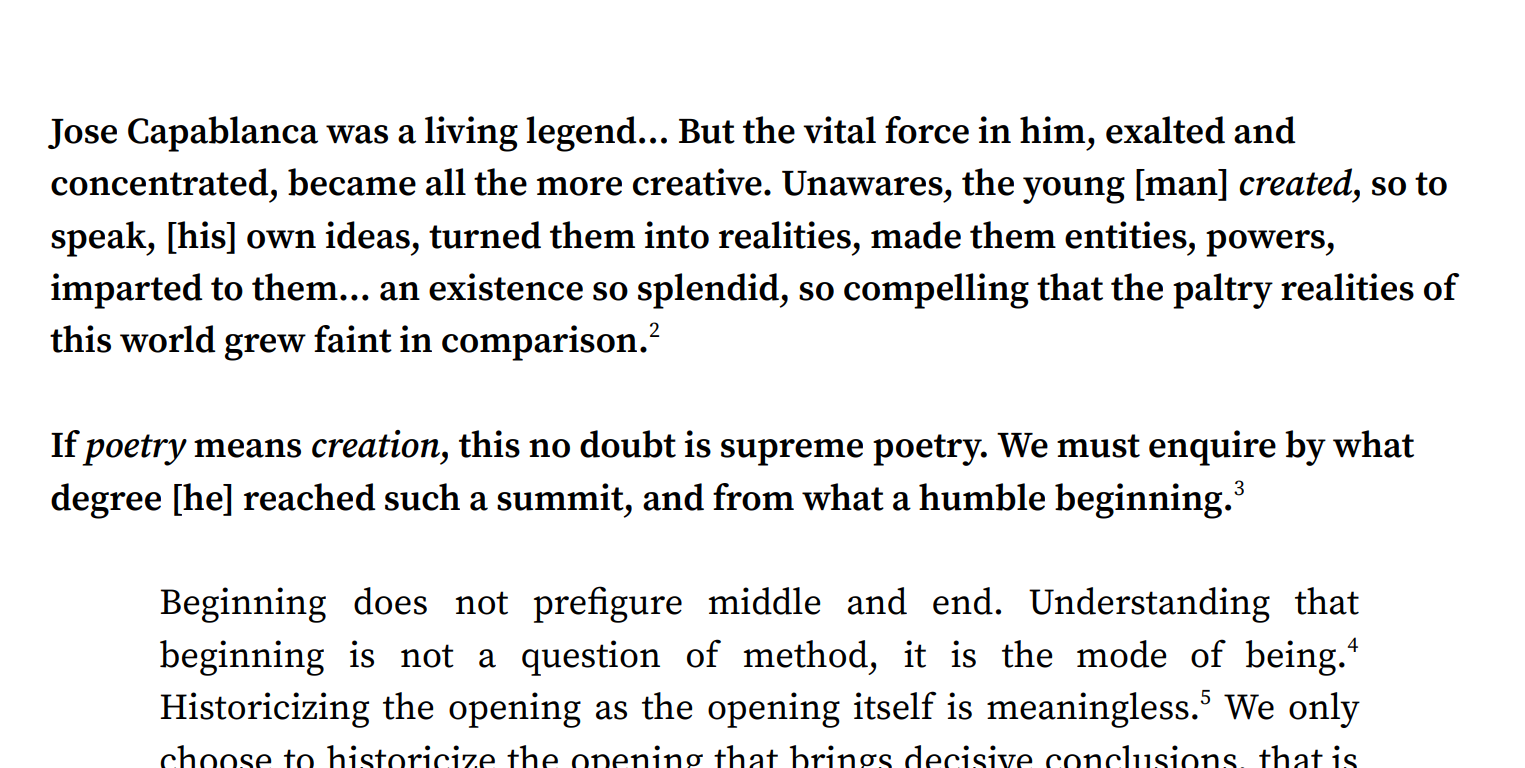 Jose Capablanca was a living legend… But the vital force in him, exalted and
concentrated, became all the more creative. Unawares, the young [man] created, so to
speak, [his] own ideas, turned them into realities, made them entities, powers,
imparted to them… an existence so splendid, so compelling that the paltry realities of
this world grew faint in comparison.2
If poetry means creation, this no doubt is supreme poetry. We must enquire by what
degree [he] reached such a summit, and from what a humble beginning.3
Beginning does not prefigure middle and end. Understanding that
beginning is not a question of method, it is the mode of being.4
Historicizing the opening as the opening itself is meaningless.5 We only
choose to historicize the opening that brings decisive conclusions, that is